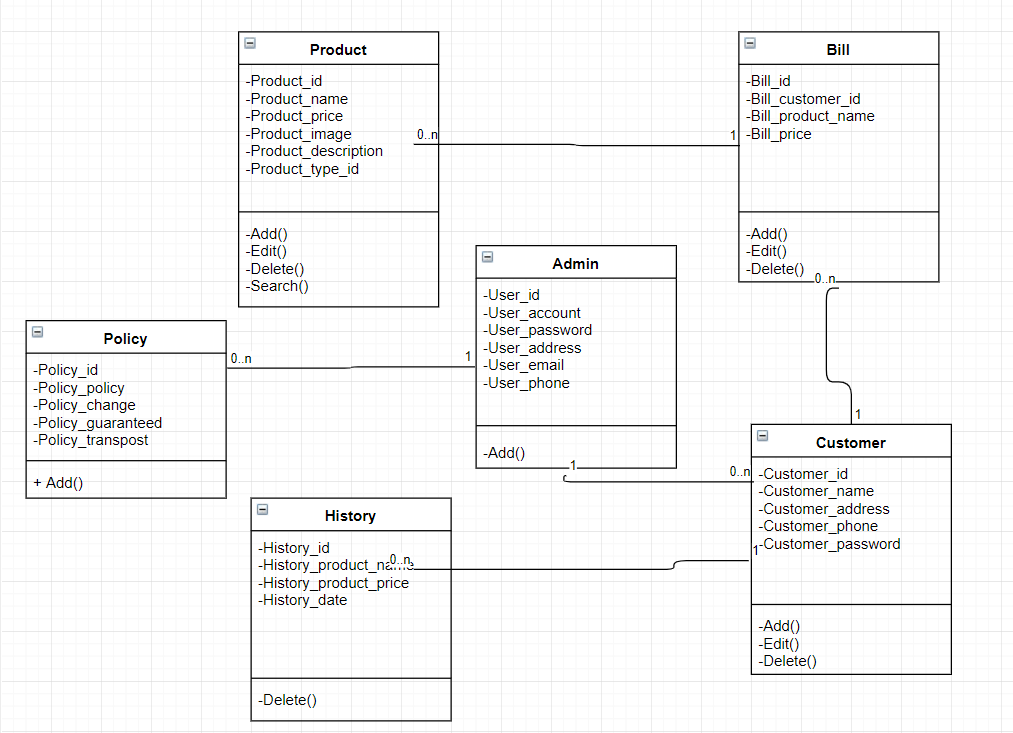 Product
-Product_id
-Product_name
-Product_price
-Product_image
-Product_description
-Product_type_id
-Add()
-Edit()
-Delete()
-Search()
0..n
1
Bill
-Bill_id
-Bill_customer_id
-Bill_product_name
-Bill_price
-Add()
-Edit()
-Delete()
0..n
1
Admin
-User_id
-User_account
-User_password
-User_address
-User_email
-User_phone
-Add()
1
0..n
Policy
-Policy_id
-Policy_policy
-Policy_change
-Policy_guaranteed
-Policy_transpost
+ Add()
0..n
1
Customer
-Customer_id
-Customer_name
-Customer_address
-Customer_phone
-Customer_password
-Add()
-Edit()
-Delete()
1
0..n
History
-History_id
-History_product_name
-History_product_price
-History_date
-Delete()